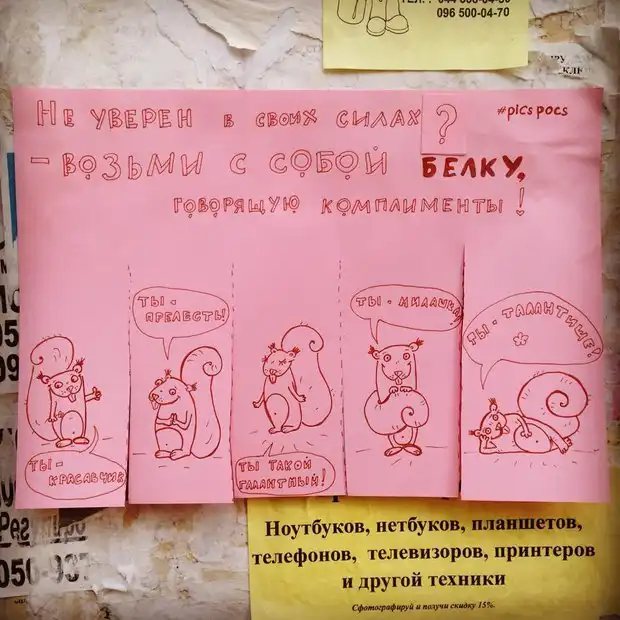 096 500-04-70
Не уверен в своих силах?
#picspocs
- возьми с собой белку,
говорящую комплименты!
Ты -
красавчик
Ты -
прелесть!
Ты такой
галантный!
Ты - милашка
Ты - талантище!
Ноутбуков, нетбуков, планшетов,
телефонов, телевизоров, принтеров
и другой техники
Сфотографируй и получи скидку 15%.